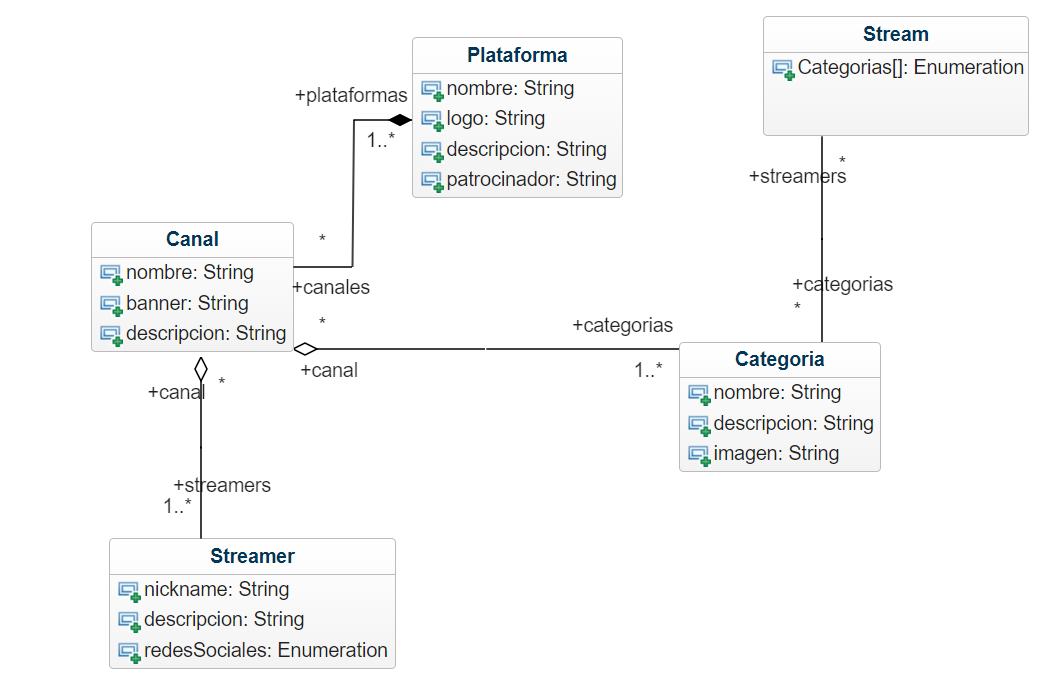 Plataforma
nombre: String
logo: String
descripcion: String
patrocinador: String
Stream
Categorias[]: Enumeration
+plataformas
1..*
*
+streamers
Canal
nombre: String
banner: String
descripcion: String
*
+canales
*
+canal
+categorias
1..*
+categorias
*
Categoria
nombre: String
descripcion: String
imagen: String
+canal
*
+streamers
1..*
Streamer
nickname: String
descripcion: String
redesSociales: Enumeration